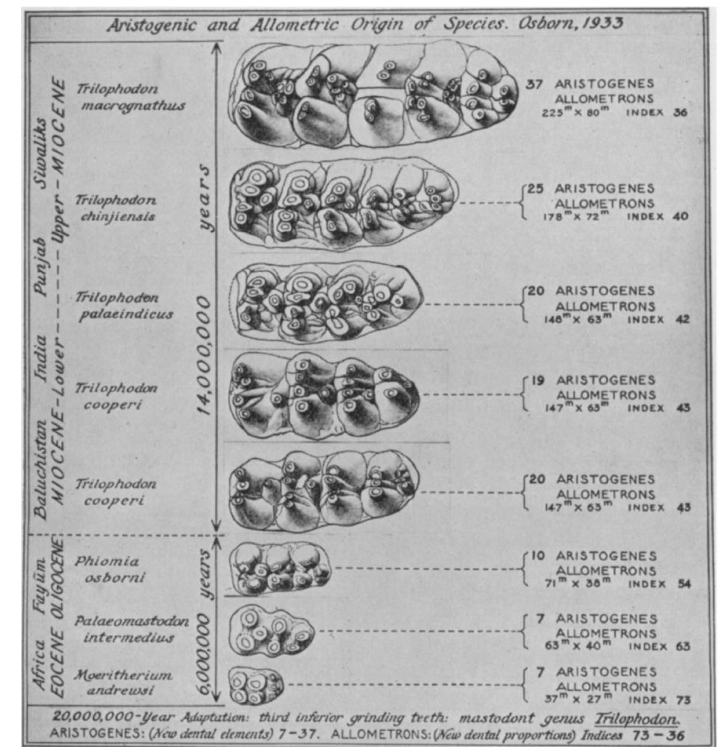 Aristogenic and Allometric Origin of Species. Osborn, 1933
Trilophodon
macrognathus
37 ARISTOGENES
ALLOMETRONS
225ᵐ X 80ᵐ INDEX 36
Trilophodon
chinjiensis
25 ARISTOGENES
ALLOMETRONS
178ᵐ X 72ᵐ INDEX 40
Trilophodon
palaeindicus
20 ARISTOGENES
ALLOMETRONS
148ᵐ X 63ᵐ INDEX 42
Trilophodon
cooperi
19 ARISTOGENES
ALLOMETRONS
147ᵐ X 63ᵐ INDEX 43
Trilophodon
cooperi
20 ARISTOGENES
ALLOMETRONS
147ᵐ X 63ᵐ INDEX 43
Phiomia
osborni
10 ARISTOGENES
ALLOMETRONS
71ᵐ X 38ᵐ INDEX 54
Palaeomastodon
intermedius
7 ARISTOGENES
ALLOMETRONS
63ᵐ X 40ᵐ INDEX 63
Moeritherium
andrewsi
7 ARISTOGENES
ALLOMETRONS
37ᵐ X 27ᵐ INDEX 73
Baluchistan India Punjab Siwaliks
MIOCENE-Lower------Upper-MIOCENE
14,000,000 years
Africa Fayûm
EOCENE OLIGOCENE
6,000,000 years
20,000,000-Year Adaptation: third inferior grinding teeth: mastodont genus Trilophodon.
ARISTOGENES: (New dental elements) 7-37. ALLOMETRONS: (New dental proportions) Indices 73-36